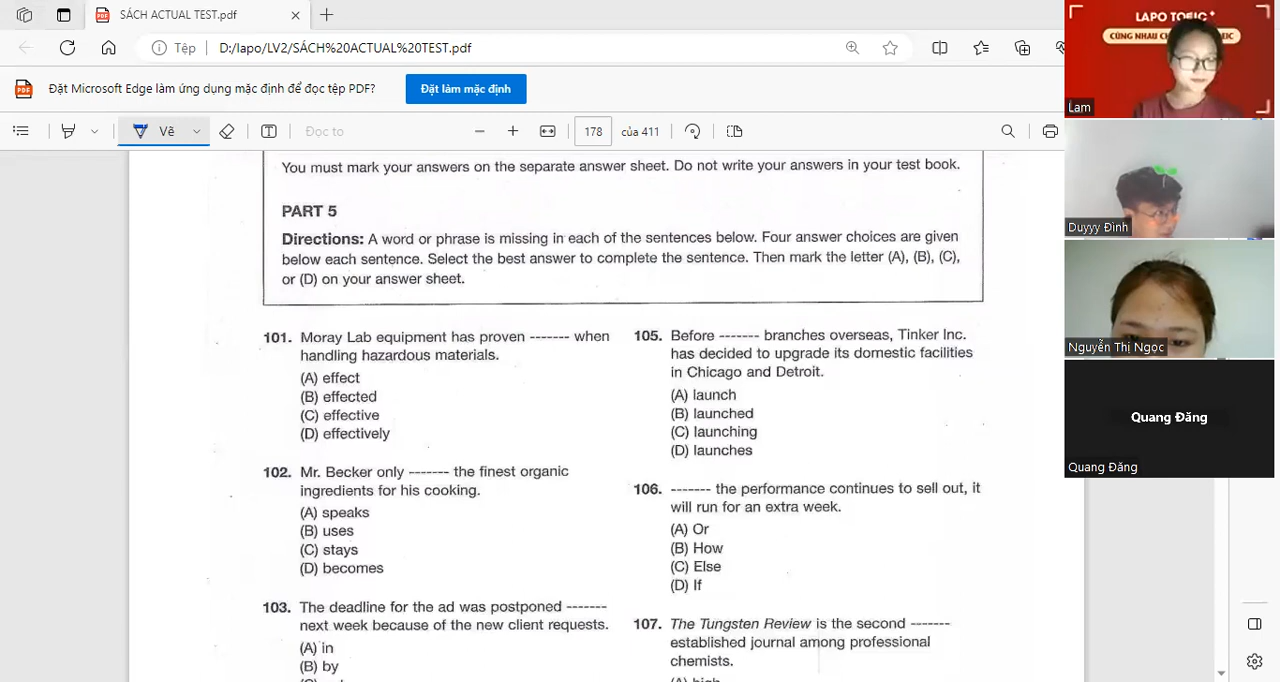 SÁCH ACTUAL TEST.pdf
Tệp
D:/lapo/LV2/SÁCH%20ACTUAL%20TEST.pdf
Đặt Microsoft Edge làm ứng dụng mặc định để đọc tệp PDF?
Đặt làm mặc định
Vẽ
Đọc to
178
của 411
You must mark your answers on the separate answer sheet. Do not write your answers in your test book.
PART 5
Directions: A word or phrase is missing in each of the sentences below. Four answer choices are given
below each sentence. Select the best answer to complete the sentence. Then mark the letter (A), (B), (C),
or (D) on your answer sheet.
101. Moray Lab equipment has proven ------- when
handling hazardous materials.
(A) effect
(B) effected
(C) effective
(D) effectively
102. Mr. Becker only ------- the finest organic
ingredients for his cooking.
(A) speaks
(B) uses
(C) stays
(D) becomes
103. The deadline for the ad was postponed -------
next week because of the new client requests.
(A) in
(B) by
105. Before ------- branches overseas, Tinker Inc.
has decided to upgrade its domestic facilities
in Chicago and Detroit.
(A) launch
(B) launched
(C) launching
(D) launches
106. ------- the performance continues to sell out, it
will run for an extra week.
(A) Or
(B) How
(C) Else
(D) If
107. The Tungsten Review is the second -------
established journal among professional
chemists.
(A) high
LAPO TOEIC
CÙNG NHAU
Lam
Duyyy Đình
Nguyễn Thị Ngọc
Quang Đăng
Quang Đăng